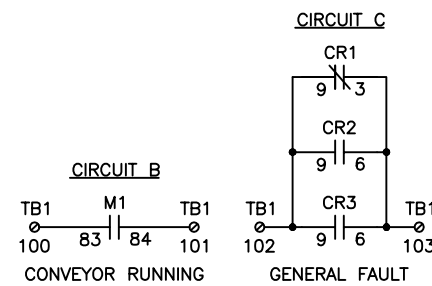 CIRCUIT B
TB1 M1 TB1
100 83 84 101
CONVEYOR RUNNING
CIRCUIT C
CR1
9 3
CR2
9 6
TB1 CR3 TB1
102 9 6 103
GENERAL FAULT